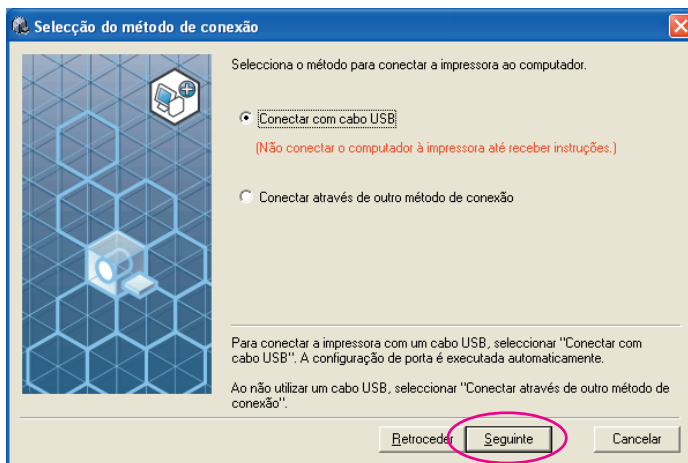 Selecção do método de conexão
Selecciona o método para conectar a impressora ao computador.
Conectar com cabo USB
(Não conectar o computador à impressora até receber instruções.)
Conectar através de outro método de conexão
Para conectar a impressora com um cabo USB, seleccionar "Conectar com
cabo USB". A configuração de porta é executada automaticamente.
Ao não utilizar um cabo USB, seleccionar "Conectar através de outro método de
conexão".
Retroceder Seguinte Cancelar